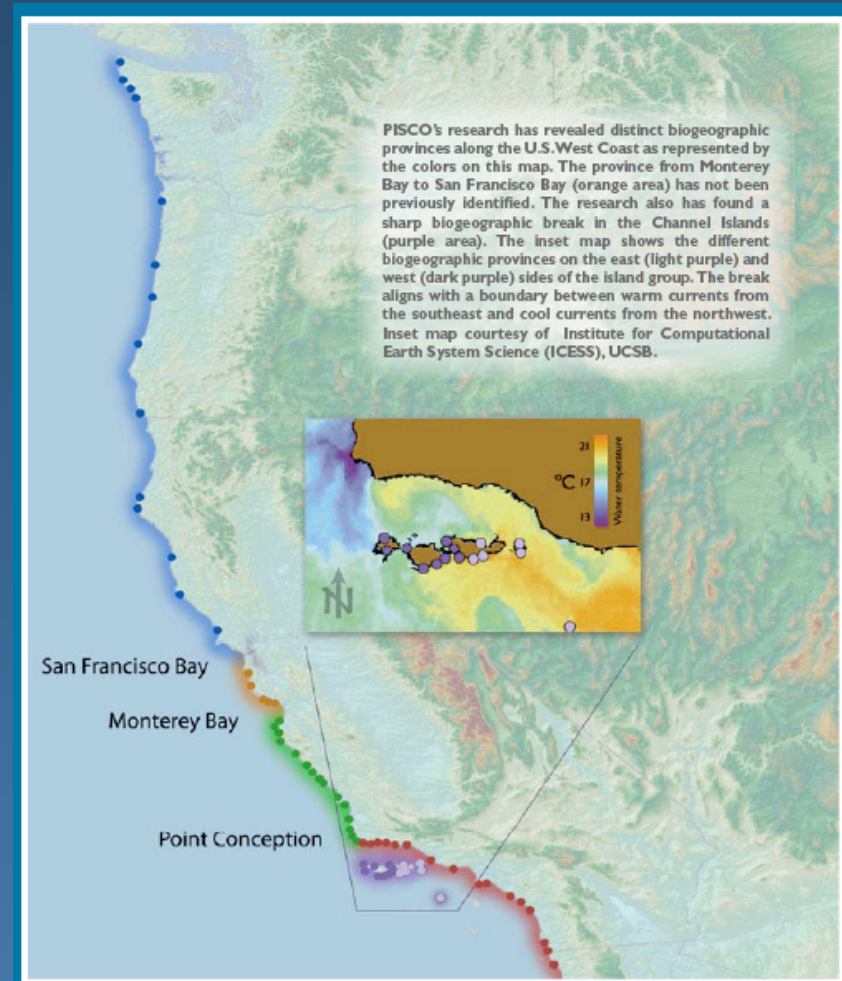 PISCO's research has revealed distinct biogeographic
provinces along the U.S.West Coast as represented by
the colors on this map. The province from Monterey
Bay to San Francisco Bay (orange area) has not been
previously identified. The research also has found a
sharp biogeographic break in the Channel Islands
(purple area). The inset map shows the different
biogeographic provinces on the east (light purple) and
west (dark purple) sides of the island group. The break
aligns with a boundary between warm currents from
the southeast and cool currents from the northwest.
Inset map courtesy of Institute for Computational
Earth System Science (ICESS), UCSB.
21
°C 17
13
Water temperature
N
San Francisco Bay
Monterey Bay
Point Conception